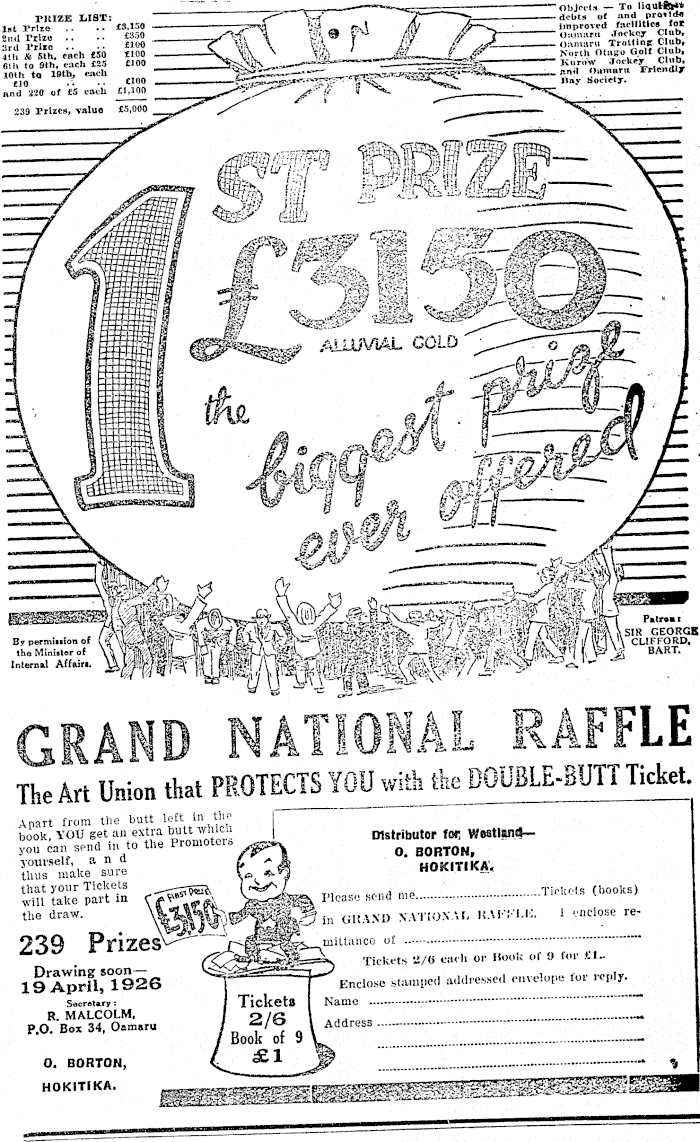 PRIZE LIST:
1st Prize .. .. £3,150
2nd Prize .. .. £350
3rd Prize .. .. £100
4th & 5th, each £50 £100
6th to 9th, each £25 £100
10th to 19th, each
£10 .. .. £100
and 220 of £5 each £1,100
239 Prizes, value £5,000
Objects — To liquidate
debts of and provide
improved facilities for
Oamaru Jockey Club,
Oamaru Trotting Club,
North Otago Golf Club,
Kurow Jockey Club,
and Oamaru Friendly
Bay Society.
1ST PRIZE
£3150
ALLUVIAL GOLD
the biggest prize
ever offered
By permission of
the Minister of
Internal Affairs.
Patron:
SIR GEORGE
CLIFFORD,
BART.
GRAND NATIONAL RAFFLE
The Art Union that PROTECTS YOU with the DOUBLE-BUTT Ticket.
Apart from the butt left in the
book, YOU get an extra butt which
you can send in to the Promoters
yourself, and
thus make sure
that your Tickets
will take part in
the draw.
239 Prizes
Drawing soon—
19 April, 1926
Secretary:
R. MALCOLM,
P.O. Box 34, Oamaru
O. BORTON,
HOKITIKA.
FIRST PRIZE
£3150
Tickets
2/6
Book of 9
£1
Distributor for Westland—
O. BORTON,
HOKITIKA.
Please send me..............................Tickets (books)
in GRAND NATIONAL RAFFLE. I enclose re-
mittance of ..............................
Tickets 2/6 each or Book of 9 for £1.
Enclose stamped addressed envelope for reply.
Name ..............................
Address ..............................